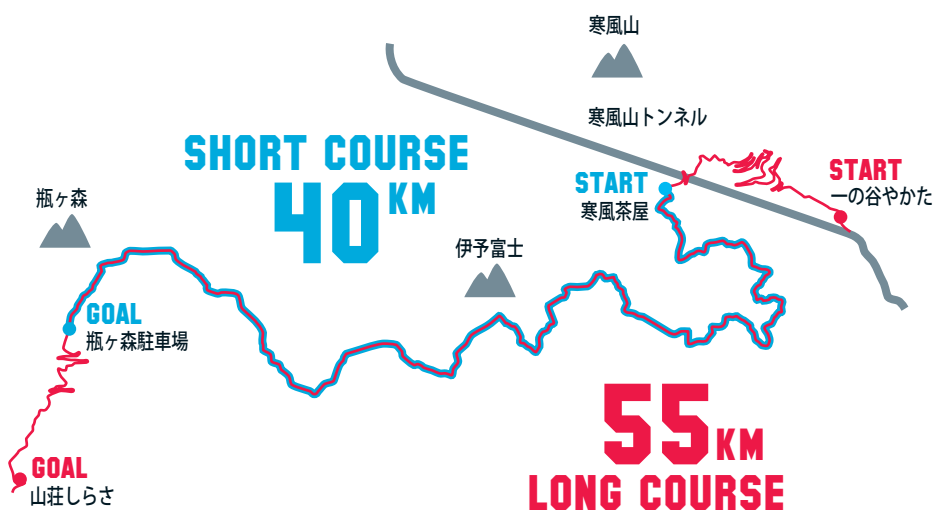 寒風山
寒風山トンネル
SHORT COURSE
40KM
START
寒風茶屋
START
一の谷やかた
瓶ヶ森
伊予富士
GOAL
瓶ヶ森駐車場
55KM
LONG COURSE
GOAL
山荘しらさ